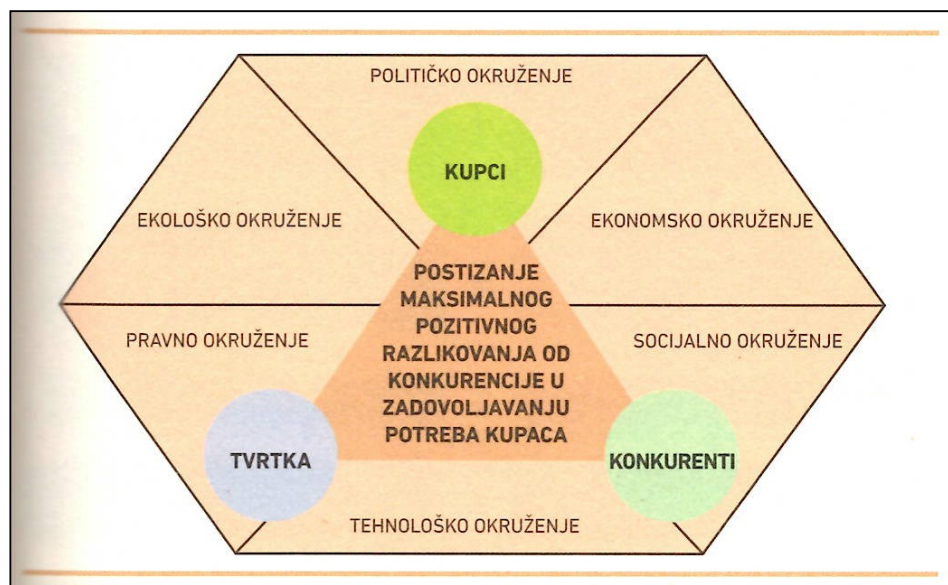 POLITIČKO OKRUŽENJE
KUPCI
EKOLOŠKO OKRUŽENJE
EKONOMSKO OKRUŽENJE
POSTIZANJE
MAKSIMALNOG
POZITIVNOG
RAZLIKOVANJA OD
KONKURENCIJE U
ZADOVOLJAVANJU
POTREBA KUPACA
PRAVNO OKRUŽENJE
SOCIJALNO OKRUŽENJE
TVRTKA
KONKURENTI
TEHNOLOŠKO OKRUŽENJE